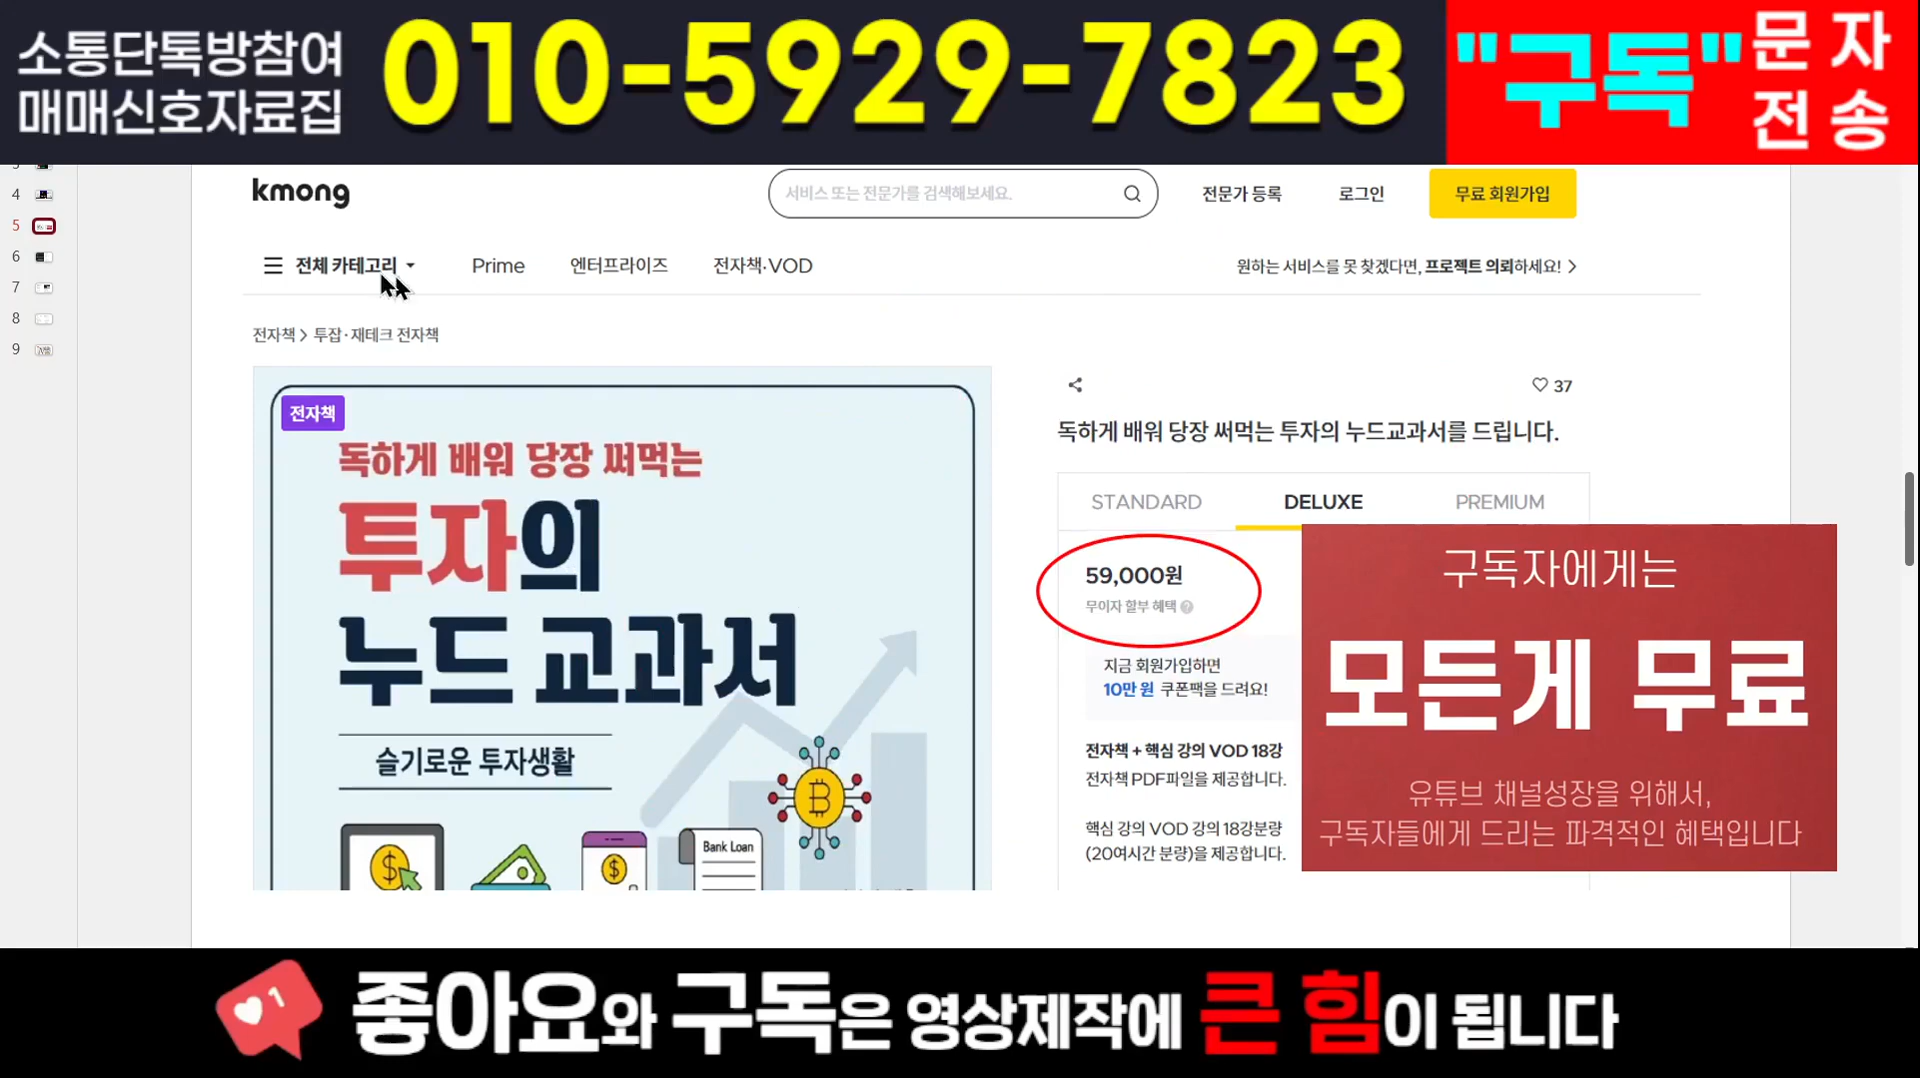 소통단톡방참여
매매신호자료집
010-5929-7823
"구독"
문자
전송
4
5
6
7
8
9
kmong
서비스 또는 전문가를 검색해보세요.
전문가 등록
로그인
무료 회원가입
전체 카테고리
Prime
엔터프라이즈
전자책·VOD
원하는 서비스를 못 찾겠다면, 프로젝트 의뢰하세요!
전자책 > 투잡·재테크 전자책
전자책
독하게 배워 당장 써먹는
투자의
누드 교과서
슬기로운 투자생활
Bank Loan
37
독하게 배워 당장 써먹는 투자의 누드교과서를 드립니다.
STANDARD
DELUXE
PREMIUM
59,000원
무이자 할부 혜택
지금 회원가입하면
10만 원 쿠폰팩을 드려요!
전자책 + 핵심 강의 VOD 18강
전자책 PDF파일을 제공합니다.
핵심 강의 VOD 강의 18강분량
(20여시간 분량)을 제공합니다.
구독자에게는
모든게 무료
유튜브 채널성장을 위해서,
구독자들에게 드리는 파격적인 혜택입니다
1
좋아요와 구독은 영상제작에 큰 힘이 됩니다